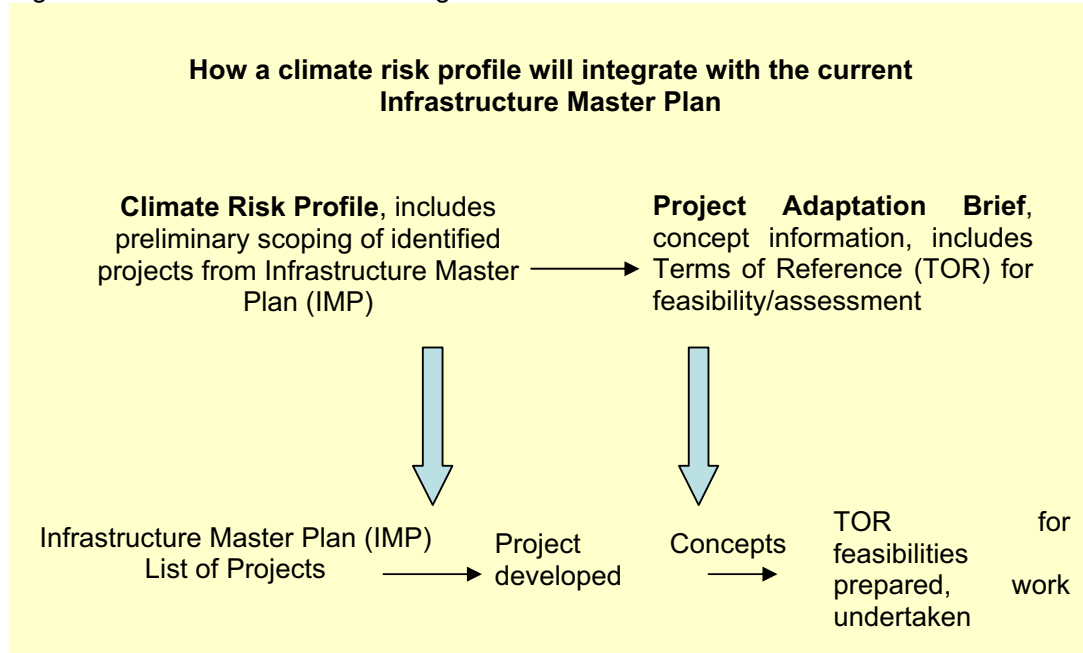 How a climate risk profile will integrate with the current
Infrastructure Master Plan
Climate Risk Profile, includes
preliminary scoping of identified
projects from Infrastructure Master
Plan (IMP)
Project Adaptation Brief,
concept information, includes
Terms of Reference (TOR) for
feasibility/assessment
Infrastructure Master Plan (IMP)
List of Projects
Project
developed
Concepts
TOR for
feasibilities
prepared, work
undertaken